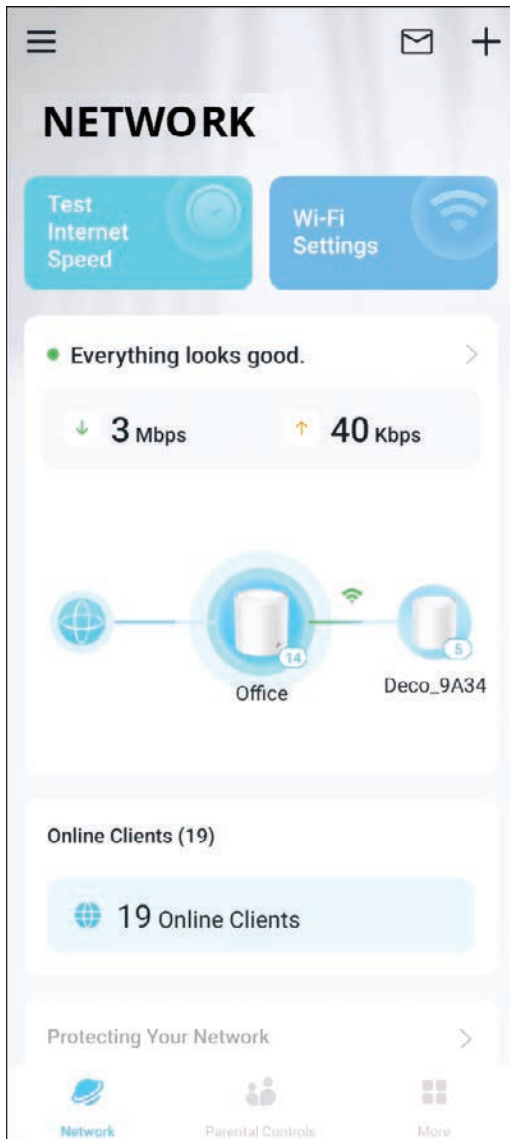 NETWORK
Test
Internet
Speed
Wi-Fi
Settings
Everything looks good.
3 Mbps
40 Kbps
14
5
Office
Deco_9A34
Online Clients (19)
19 Online Clients
Protecting Your Network
Network
Parental Controls
More